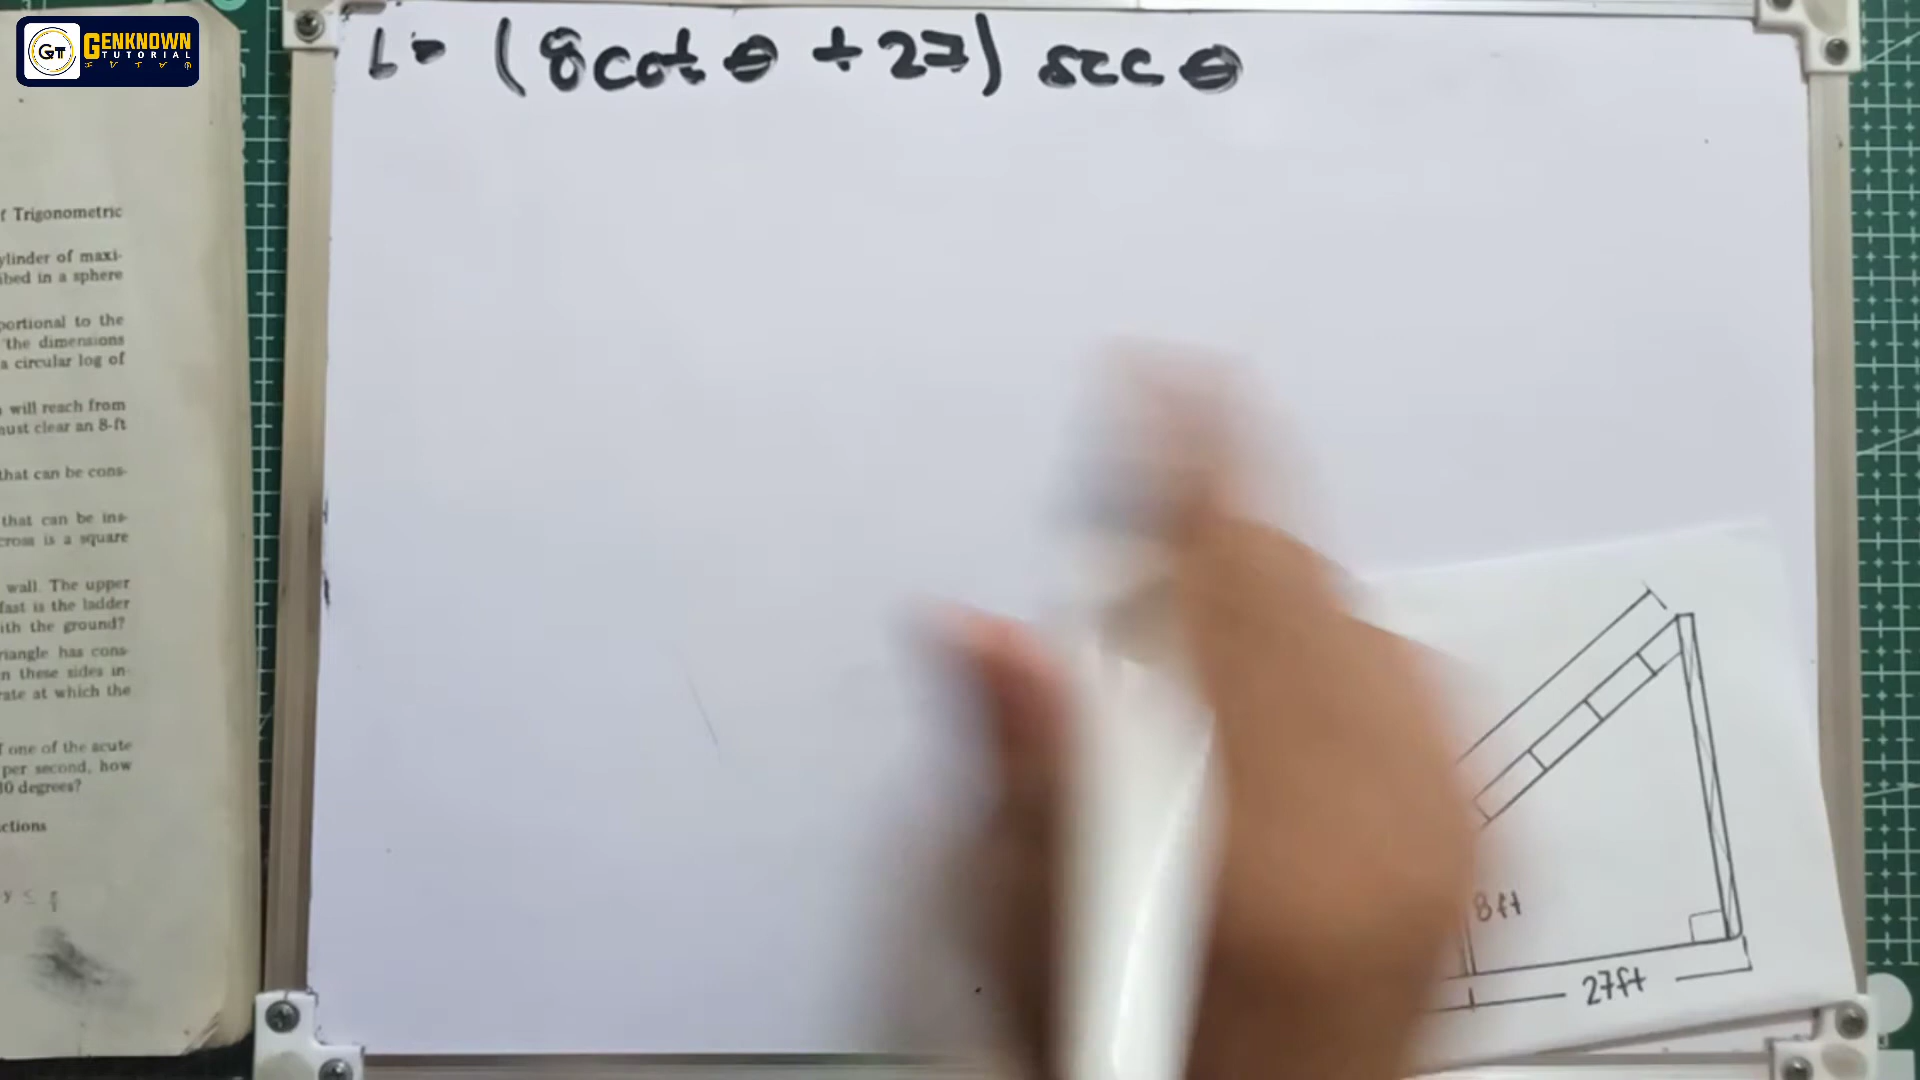 GT GENKNOWN
TUTORIAL
L = (8cot θ + 27) sec θ
f Trigonometric
ylinder of maxi-
ibed in a sphere
portional to the
the dimensions
a circular log of
will reach from
must clear an 8-ft
that can be cons-
that can be ins-
cross is a square
wall. The upper
fast is the ladder
ith the ground?
riangle has cons-
n these sides in-
rate at which the
f one of the acute
per second, how
30 degrees?
ctions
y ≤
8ft
27ft